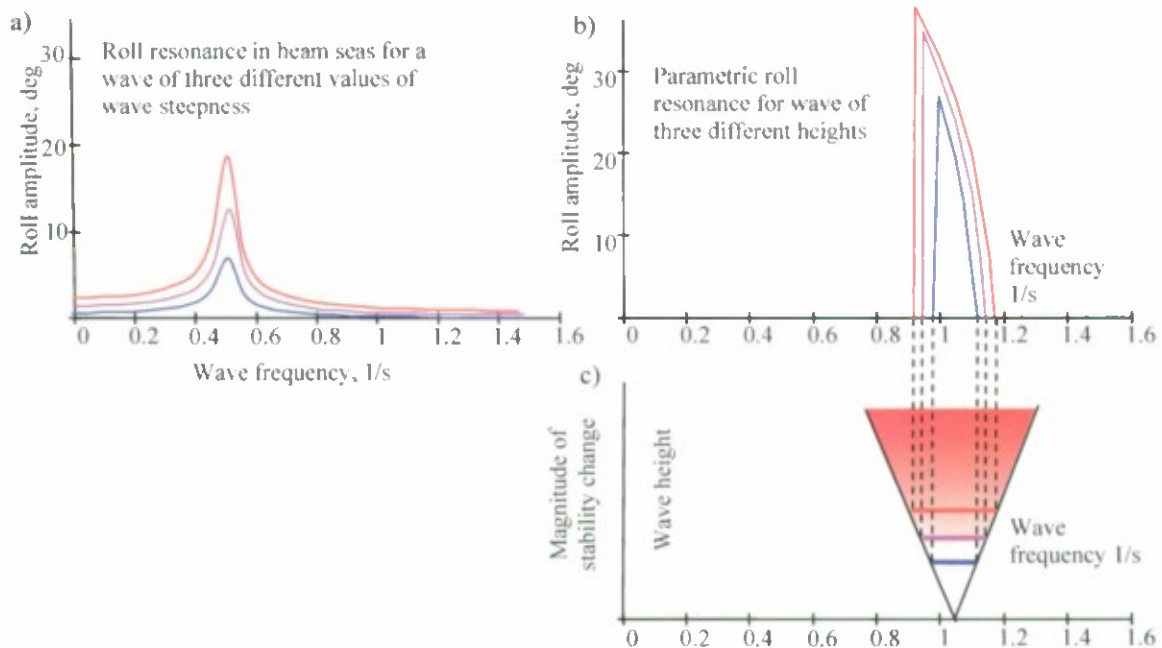 a)
Roll resonance in beam seas for a
wave of three different values of
wave steepness
Roll amplitude, deg
30
20
10
0 0.2 0.4 0.6 0.8 1 1.2 1.4 1.6
Wave frequency, 1/s
b)
Parametric roll
resonance for wave of
three different heights
Roll amplitude, deg
30
20
10
Wave
frequency
1/s
0 0.2 0.4 0.6 0.8 1 1.2 1.4 1.6
c)
Magnitude of
stability change
Wave height
Wave
frequency 1/s
0 0.2 0.4 0.6 0.8 1 1.2 1.4 1.6